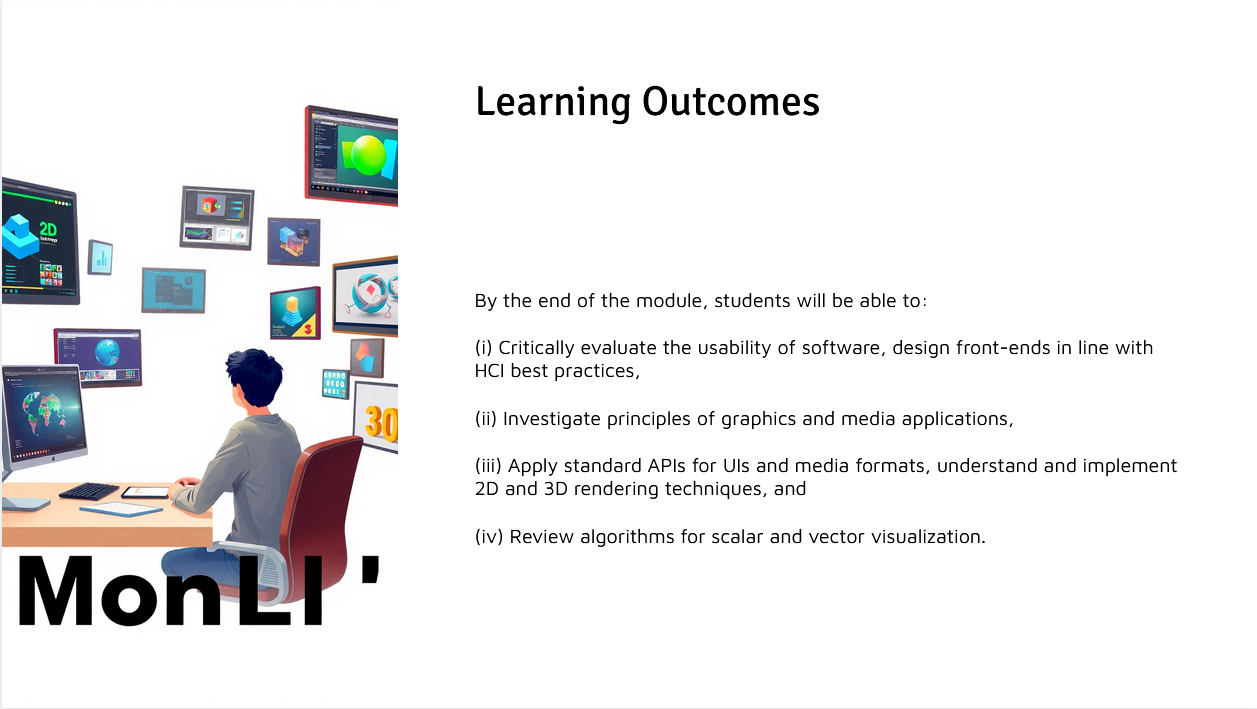 Learning Outcomes
By the end of the module, students will be able to:
(i) Critically evaluate the usability of software, design front-ends in line with
HCI best practices,
(ii) Investigate principles of graphics and media applications,
(iii) Apply standard APIs for UIs and media formats, understand and implement
2D and 3D rendering techniques, and
(iv) Review algorithms for scalar and vector visualization.
2D
$
30
MonLI '